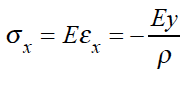 σₓ = Eεₓ = −Ey/ρ